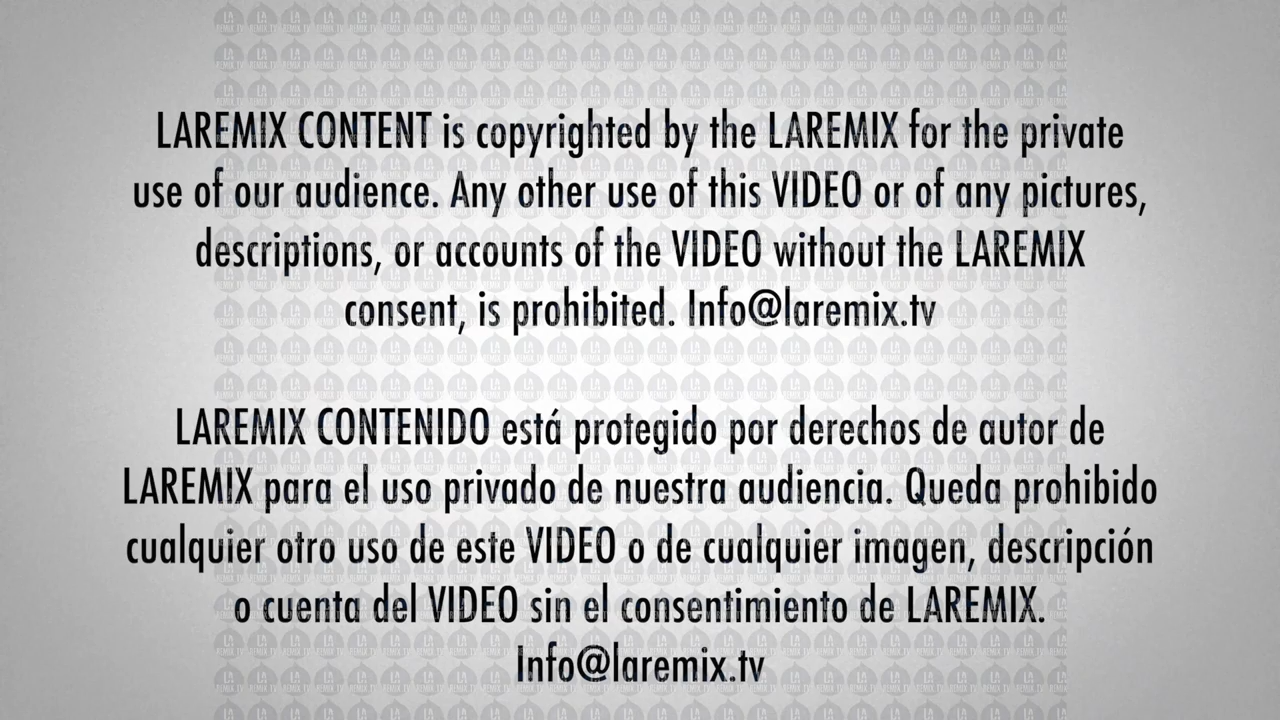 LAREMIX CONTENT is copyrighted by the LAREMIX for the private
use of our audience. Any other use of this VIDEO or of any pictures,
descriptions, or accounts of the VIDEO without the LAREMIX
consent, is prohibited. Info@laremix.tv
LAREMIX CONTENIDO está protegido por derechos de autor de
LAREMIX para el uso privado de nuestra audiencia. Queda prohibido
cualquier otro uso de este VIDEO o de cualquier imagen, descripción
o cuenta del VIDEO sin el consentimiento de LAREMIX.
Info@laremix.tv